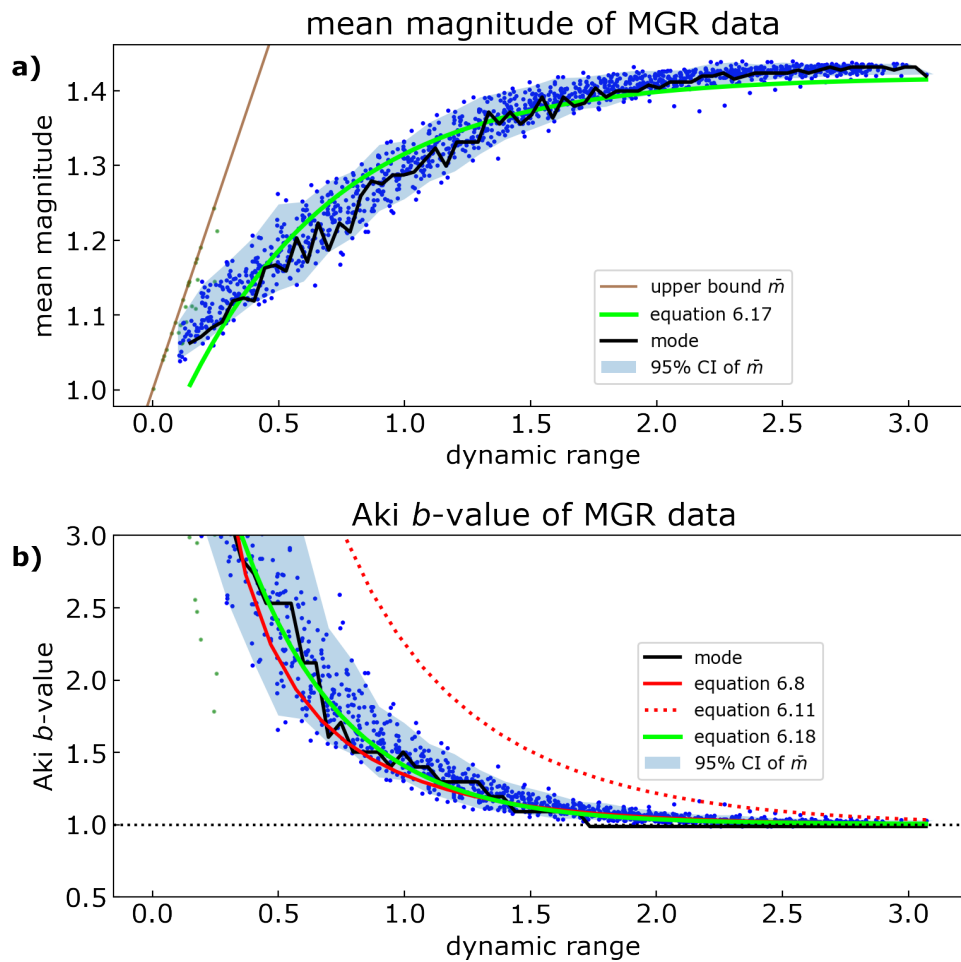 mean magnitude of MGR data
a)
mean magnitude
1.4
1.3
1.2
1.1
1.0
upper bound m̄
equation 6.17
mode
95% CI of m̄
0.0 0.5 1.0 1.5 2.0 2.5 3.0
dynamic range
Aki b-value of MGR data
b)
Aki b-value
3.0
2.5
2.0
1.5
1.0
0.5
mode
equation 6.8
equation 6.11
equation 6.18
95% CI of m̄
0.0 0.5 1.0 1.5 2.0 2.5 3.0
dynamic range